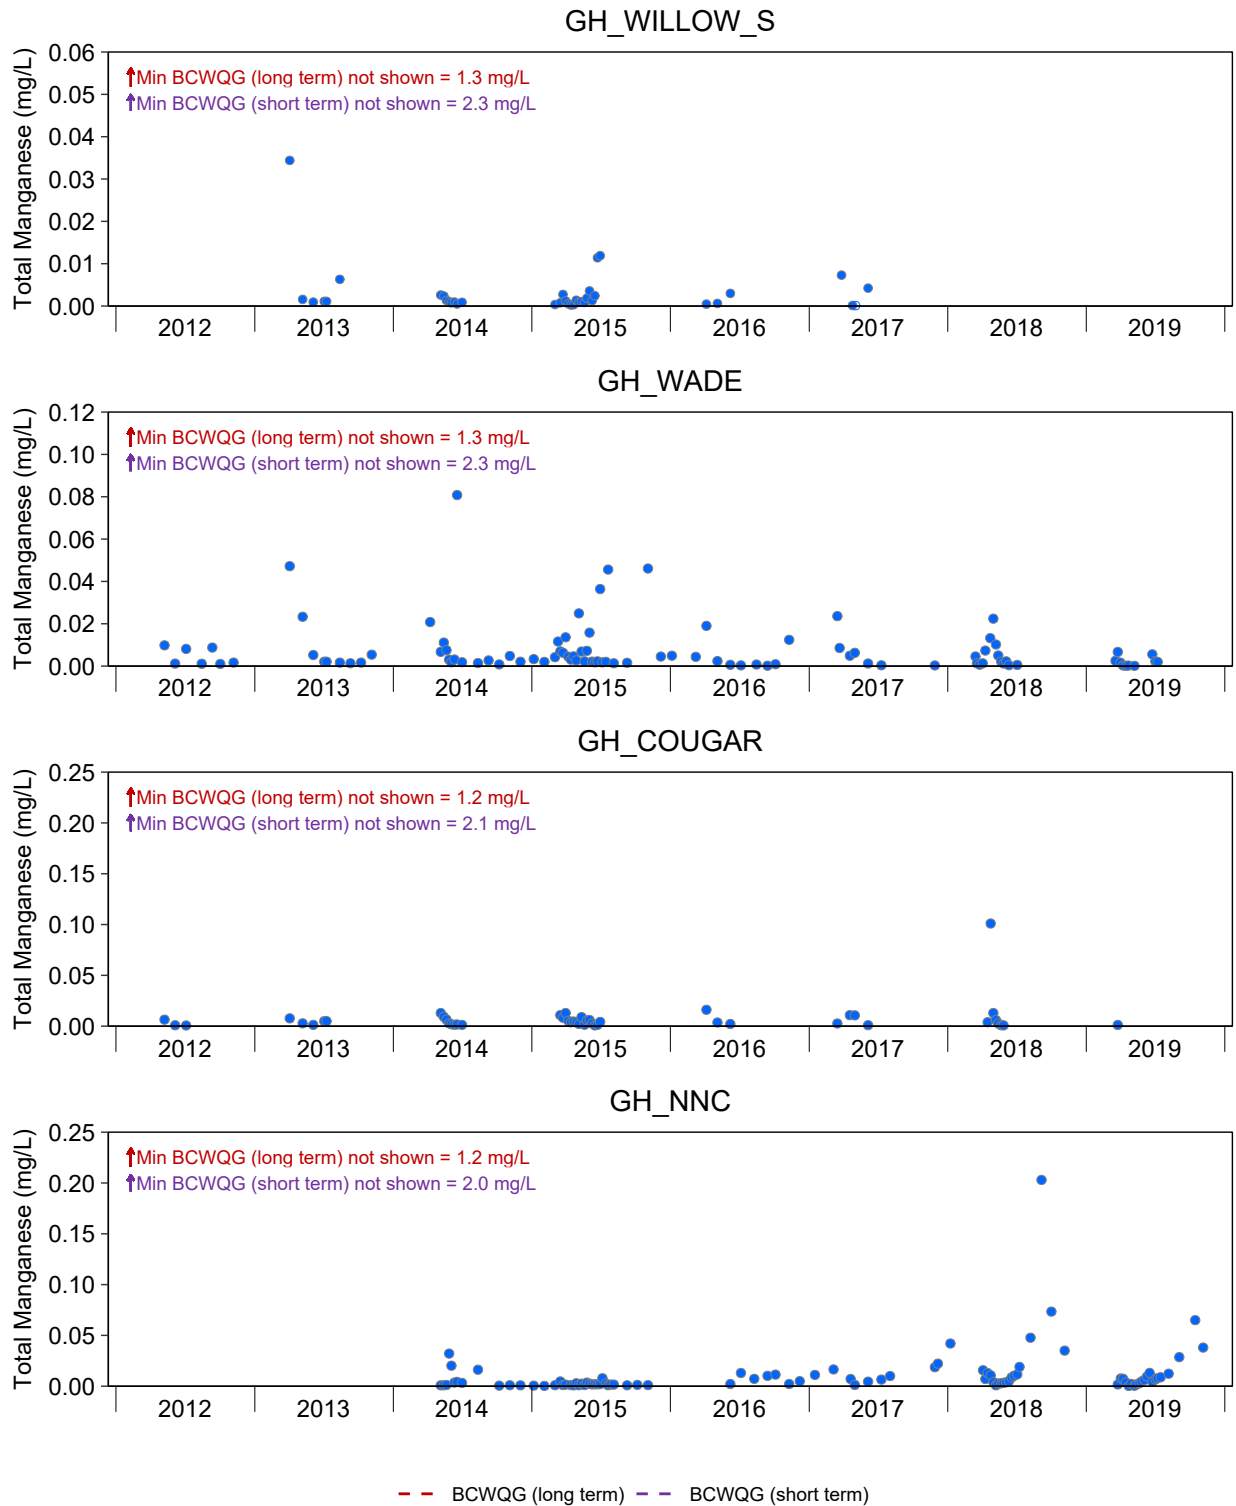 GH_WILLOW_S
Total Manganese (mg/L)
0.06
0.05
0.04
0.03
0.02
0.01
0.00
Min BCWQG (long term) not shown = 1.3 mg/L
Min BCWQG (short term) not shown = 2.3 mg/L
2012 2013 2014 2015 2016 2017 2018 2019
GH_WADE
Total Manganese (mg/L)
0.12
0.10
0.08
0.06
0.04
0.02
0.00
Min BCWQG (long term) not shown = 1.3 mg/L
Min BCWQG (short term) not shown = 2.3 mg/L
2012 2013 2014 2015 2016 2017 2018 2019
GH_COUGAR
Total Manganese (mg/L)
0.25
0.20
0.15
0.10
0.05
0.00
Min BCWQG (long term) not shown = 1.2 mg/L
Min BCWQG (short term) not shown = 2.1 mg/L
2012 2013 2014 2015 2016 2017 2018 2019
GH_NNC
Total Manganese (mg/L)
0.25
0.20
0.15
0.10
0.05
0.00
Min BCWQG (long term) not shown = 1.2 mg/L
Min BCWQG (short term) not shown = 2.0 mg/L
2012 2013 2014 2015 2016 2017 2018 2019
BCWQG (long term) BCWQG (short term)